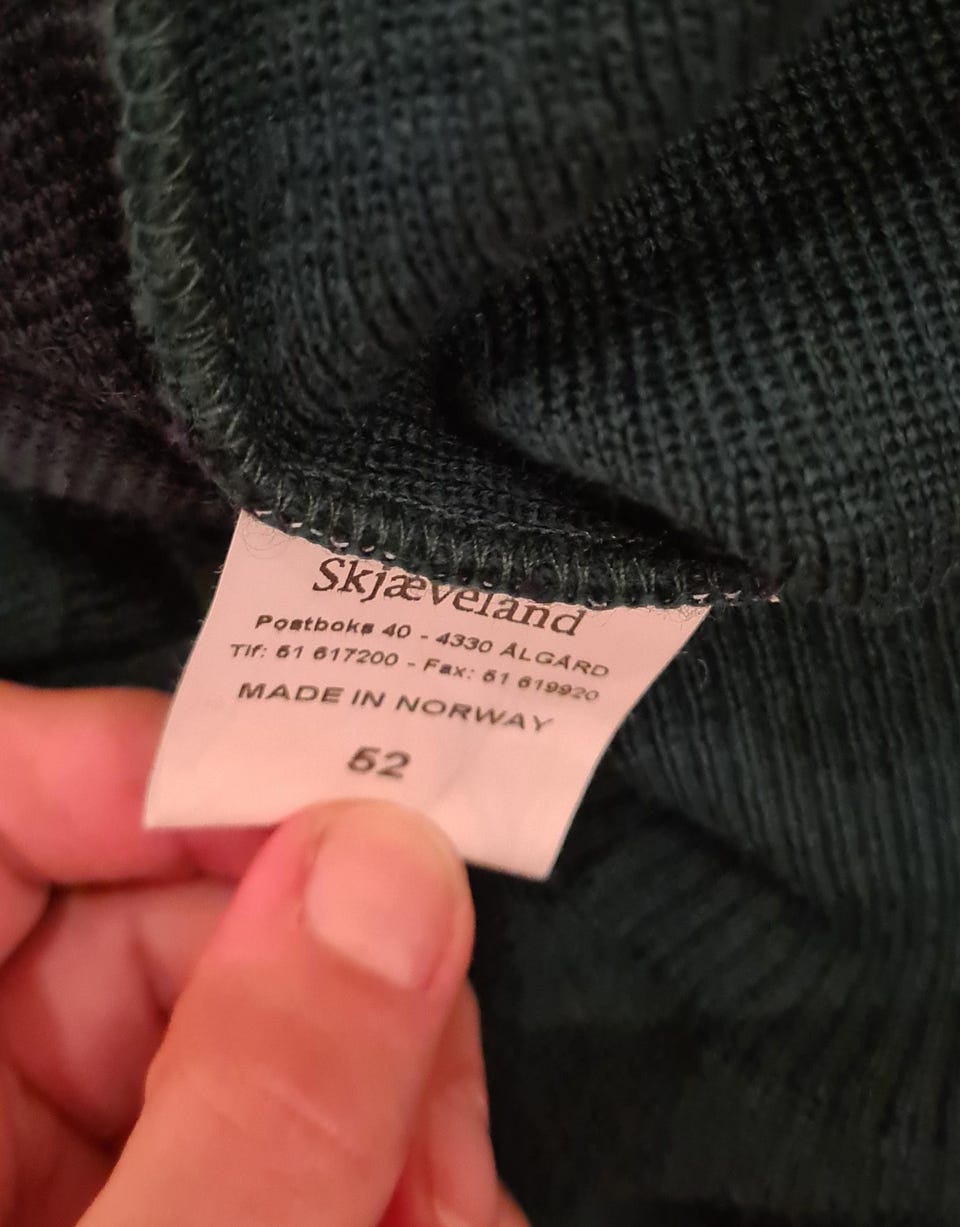 Skjæveland
Postboks 40 - 4330 ÅLGÅRD
Tlf: 51 617200 - Fax: 51 619920
MADE IN NORWAY
52